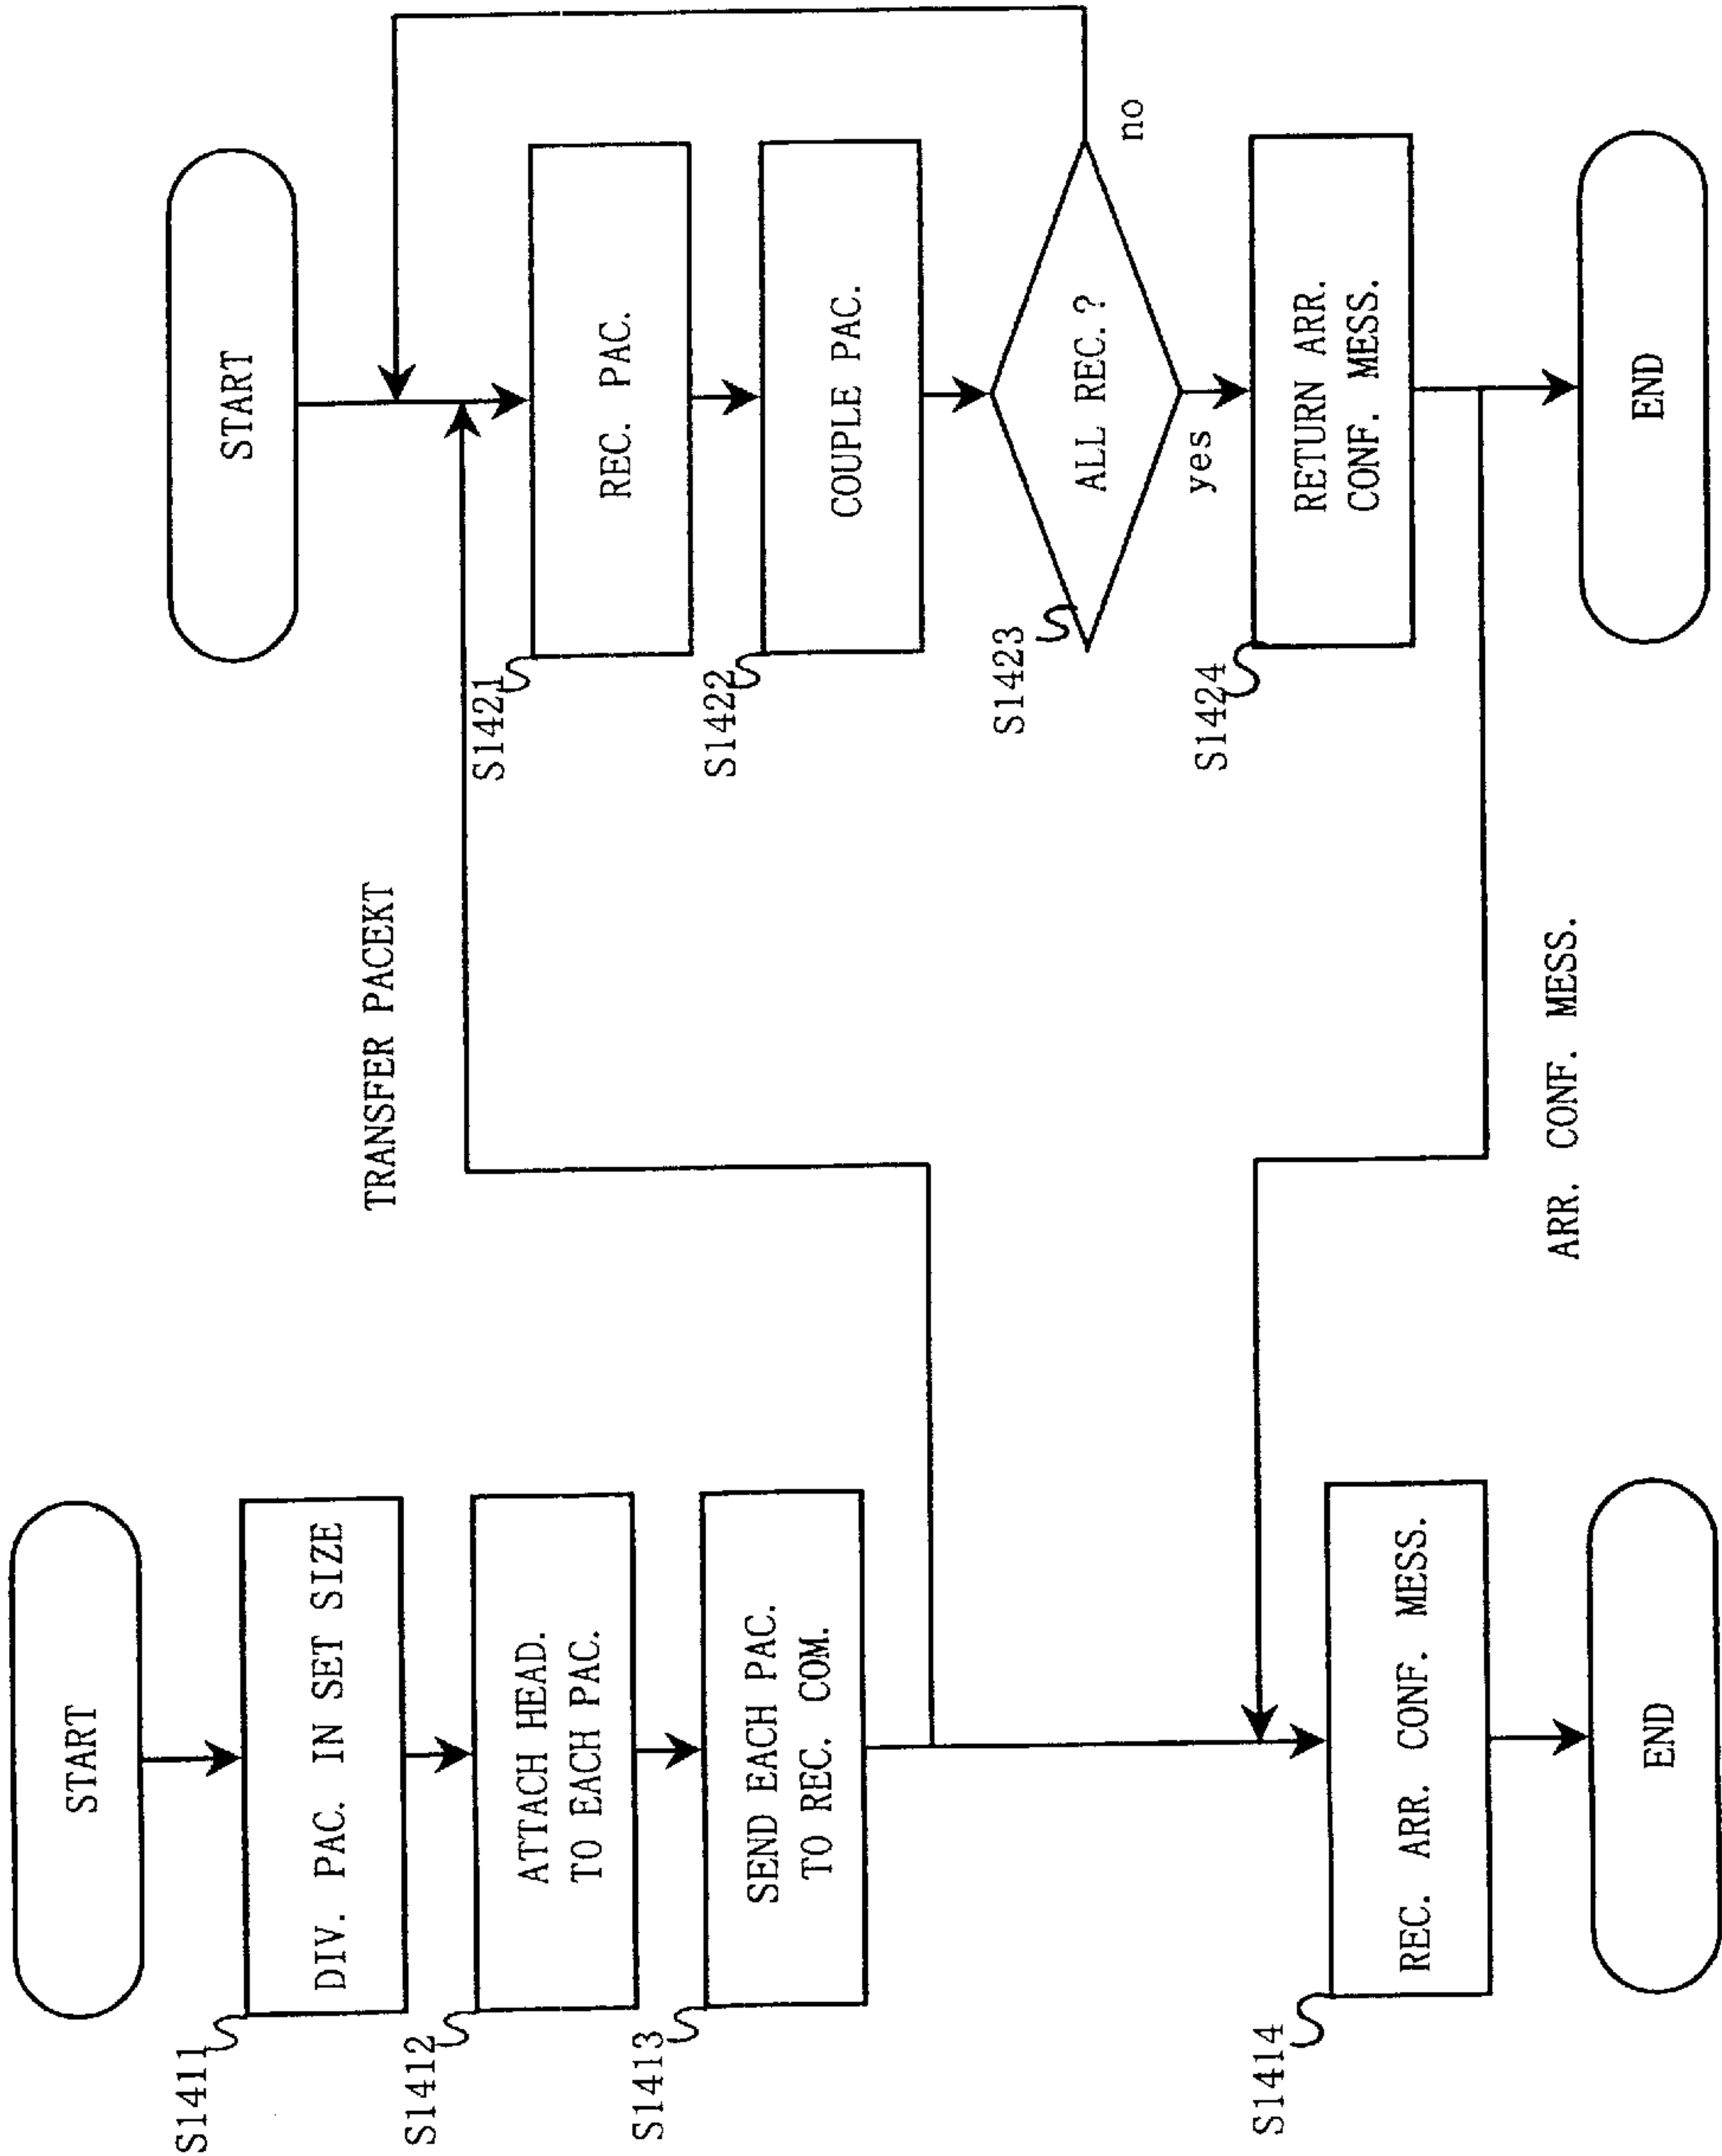 START
S1411
DIV. PAC. IN SET SIZE
S1412
ATTACH HEAD.
TO EACH PAC.
S1413
SEND EACH PAC.
TO REC. COM.
S1414
REC. ARR. CONF. MESS.
END
TRANSFER PACEKT
ARR. CONF. MESS.
START
S1421
REC. PAC.
S1422
COUPLE PAC.
S1423
ALL REC.?
no
yes
S1424
RETURN ARR.
CONF. MESS.
END